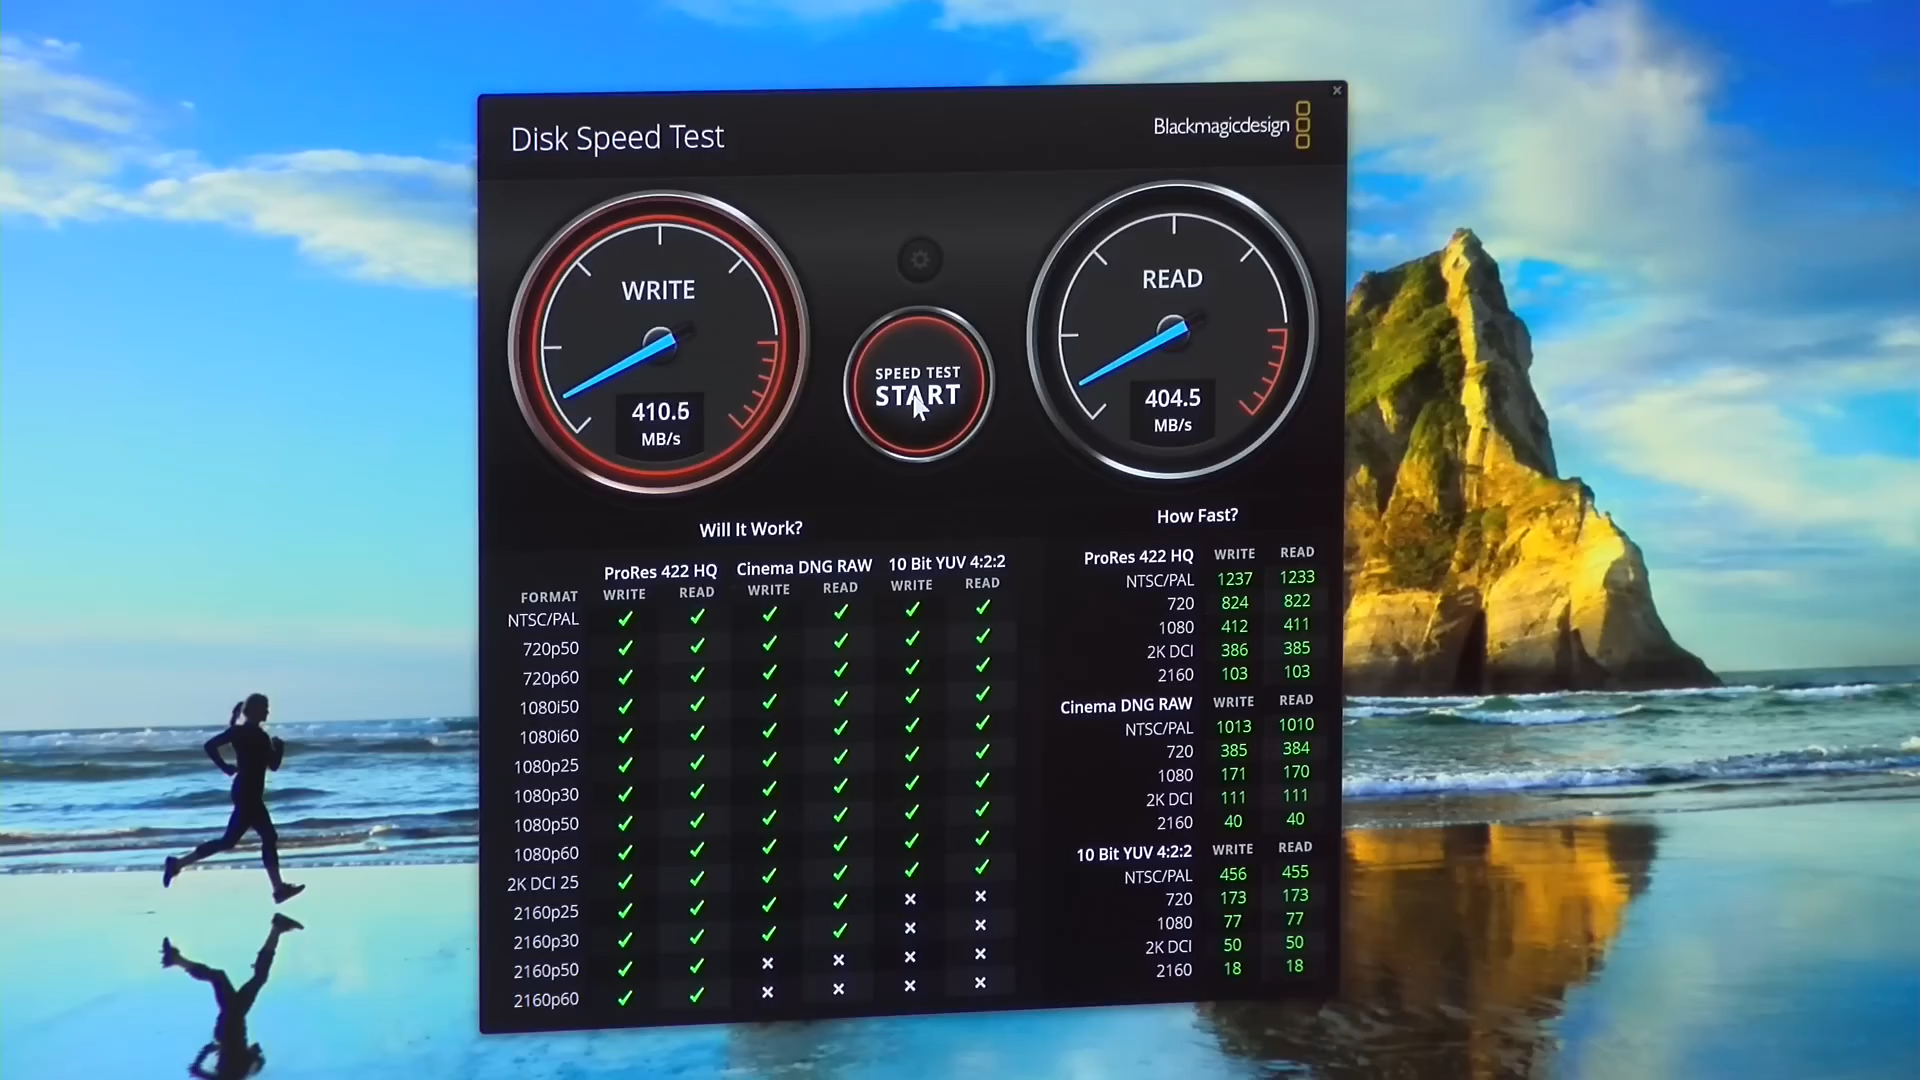 Disk Speed Test
Blackmagicdesign
WRITE
410.6
MB/s
SPEED TEST
START
READ
404.5
MB/s
Will It Work?
ProRes 422 HQ Cinema DNG RAW 10 Bit YUV 4:2:2
FORMAT WRITE READ WRITE READ WRITE READ
NTSC/PAL ✓ ✓ ✓ ✓ ✓ ✓
720p50 ✓ ✓ ✓ ✓ ✓ ✓
720p60 ✓ ✓ ✓ ✓ ✓ ✓
1080i50 ✓ ✓ ✓ ✓ ✓ ✓
1080i60 ✓ ✓ ✓ ✓ ✓ ✓
1080p25 ✓ ✓ ✓ ✓ ✓ ✓
1080p30 ✓ ✓ ✓ ✓ ✓ ✓
1080p50 ✓ ✓ ✓ ✓ ✓ ✓
1080p60 ✓ ✓ ✓ ✓ ✓ ✓
2K DCI 25 ✓ ✓ ✓ ✓ ✓ ✓
2160p25 ✓ ✓ ✓ ✓ × ×
2160p30 ✓ ✓ ✓ ✓ × ×
2160p50 ✓ ✓ × × × ×
2160p60 ✓ ✓ × × × ×
How Fast?
ProRes 422 HQ WRITE READ
NTSC/PAL 1237 1233
720 824 822
1080 412 411
2K DCI 386 385
2160 103 103
Cinema DNG RAW WRITE READ
NTSC/PAL 1013 1010
720 385 384
1080 171 170
2K DCI 111 111
2160 40 40
10 Bit YUV 4:2:2 WRITE READ
NTSC/PAL 456 455
720 173 173
1080 77 77
2K DCI 50 50
2160 18 18